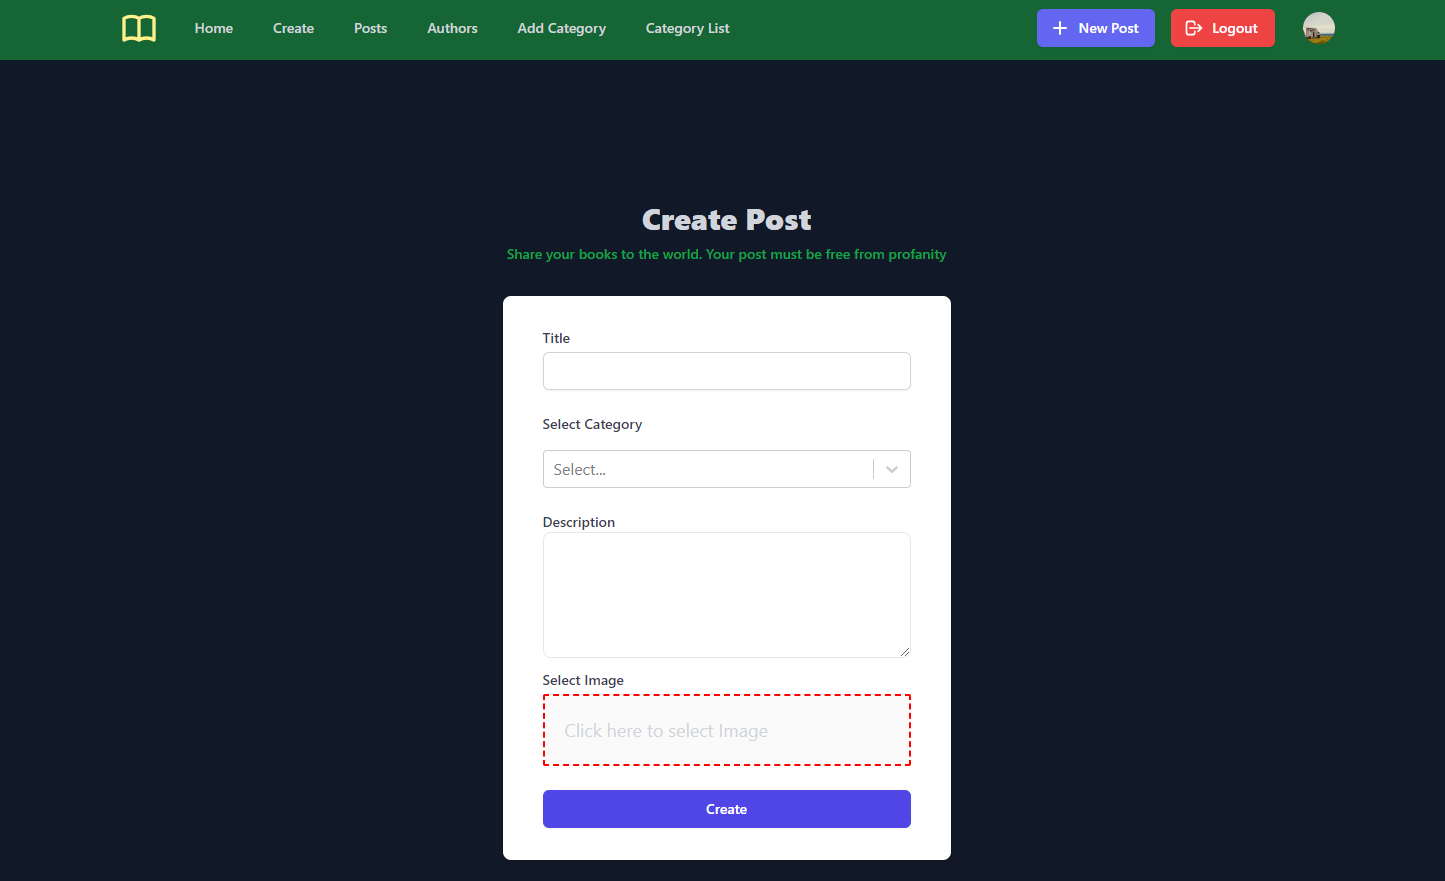 Home Create Posts Authors Add Category Category List New Post Logout
Create Post
Share your books to the world. Your post must be free from profanity
Title
Select Category
Select...
Description
Select Image
Click here to select Image
Create